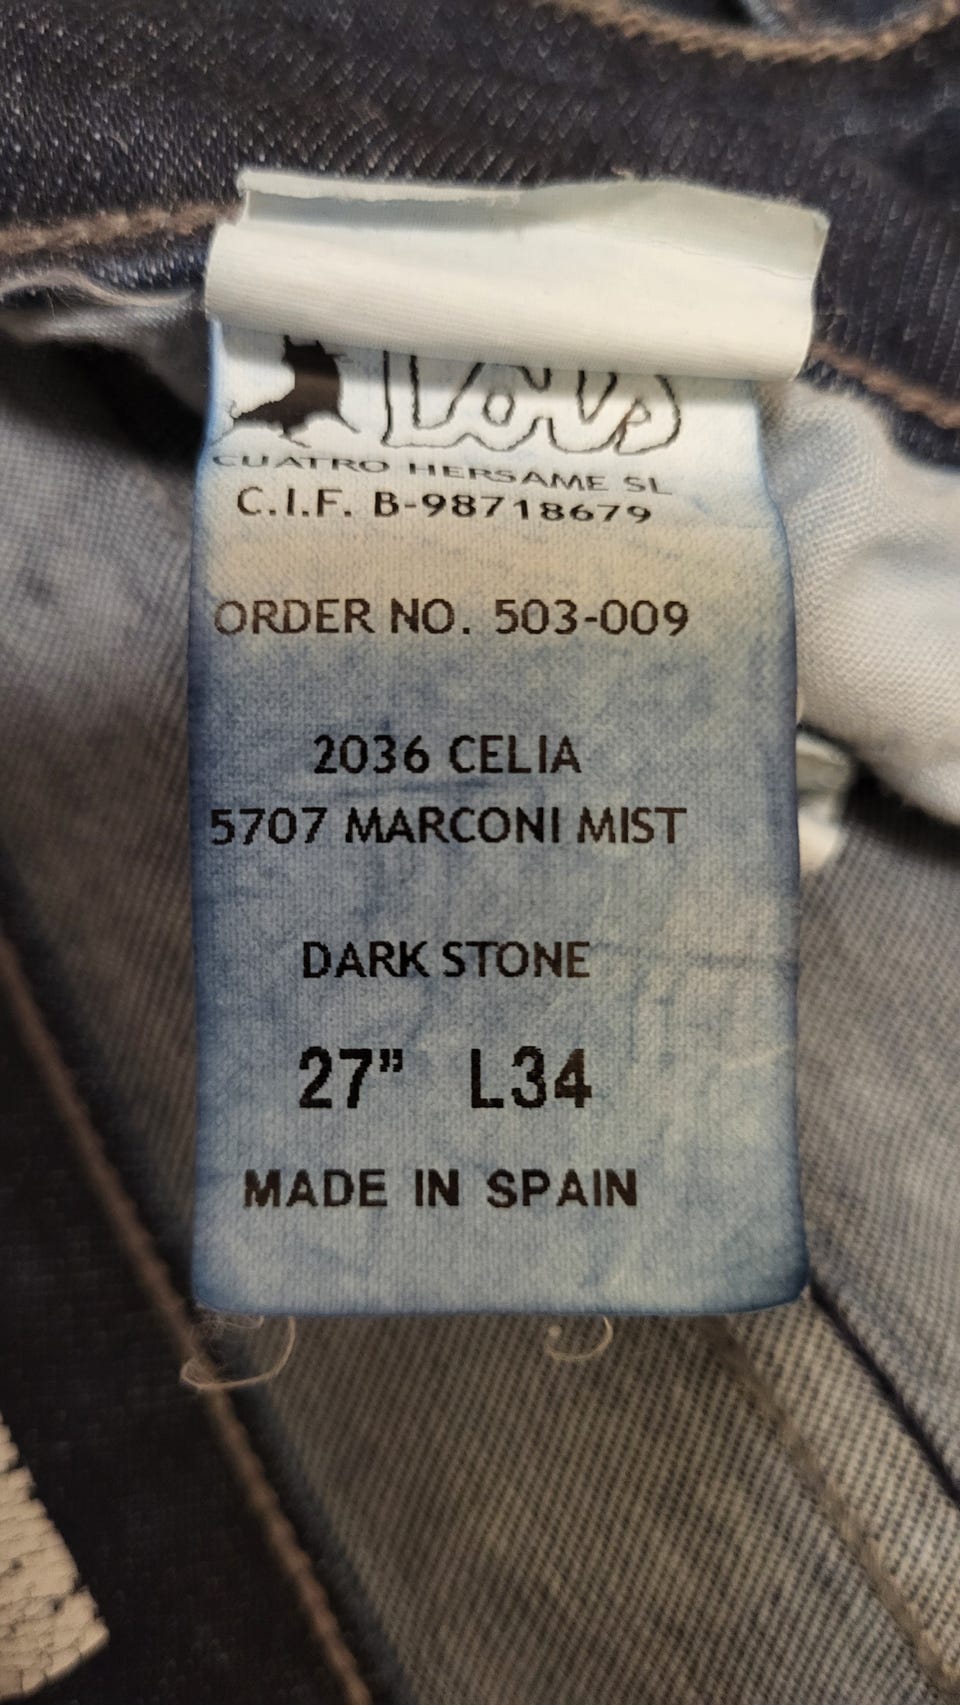 Lois
CUATRO HERSAME SL
C.I.F. B-98718679
ORDER NO. 503-009
2036 CELIA
5707 MARCONI MIST
DARK STONE
27” L34
MADE IN SPAIN